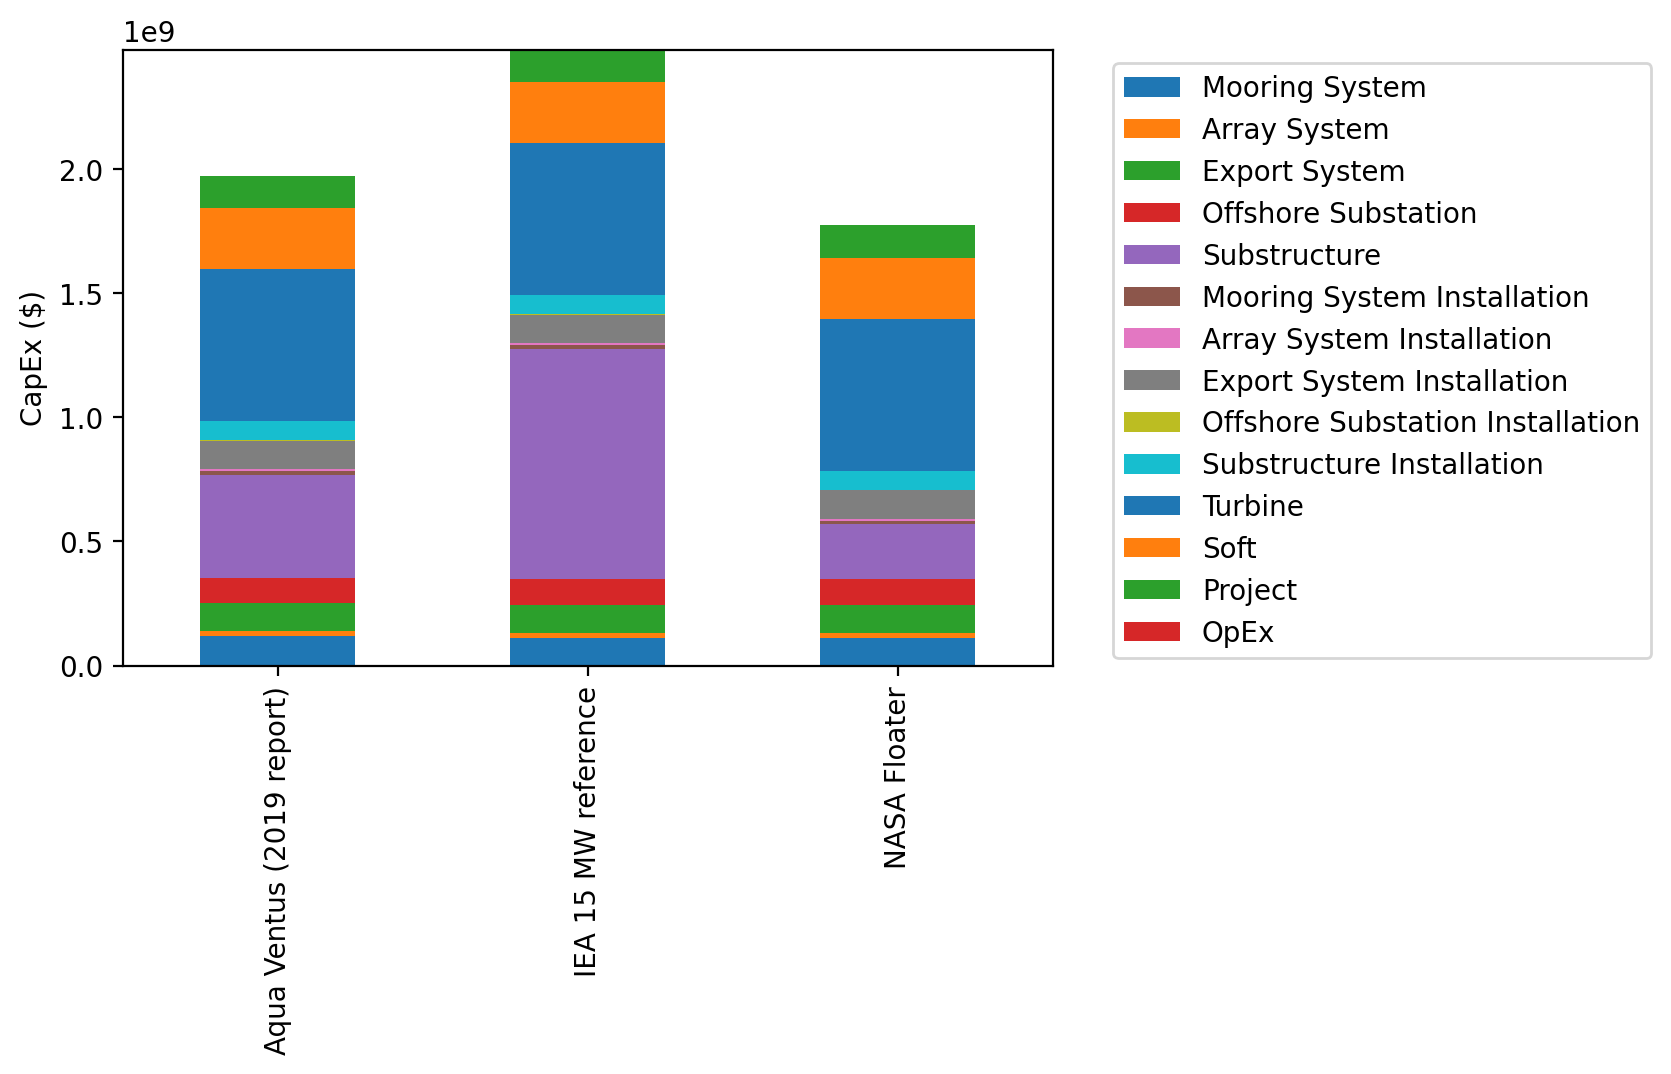 1e9
CapEx ($)
2.0
1.5
1.0
0.5
0.0
Aqua Ventus (2019 report)
IEA 15 MW reference
NASA Floater
Mooring System
Array System
Export System
Offshore Substation
Substructure
Mooring System Installation
Array System Installation
Export System Installation
Offshore Substation Installation
Substructure Installation
Turbine
Soft
Project
OpEx